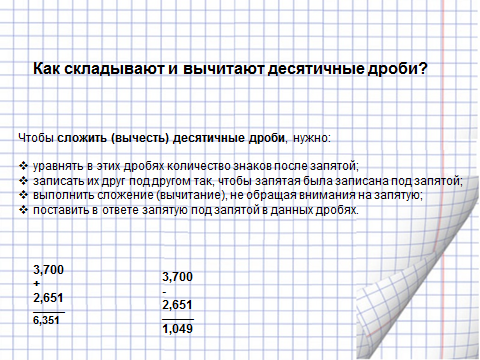 Как складывают и вычитают десятичные дроби?
Чтобы сложить (вычесть) десятичные дроби, нужно:
❖ уравнять в этих дробях количество знаков после запятой;
❖ записать их друг под другом так, чтобы запятая была записана под запятой;
❖ выполнить сложение (вычитание), не обращая внимания на запятую;
❖ поставить в ответе запятую под запятой в данных дробях.
3,700
+
2,651
6,351
3,700
-
2,651
1,049